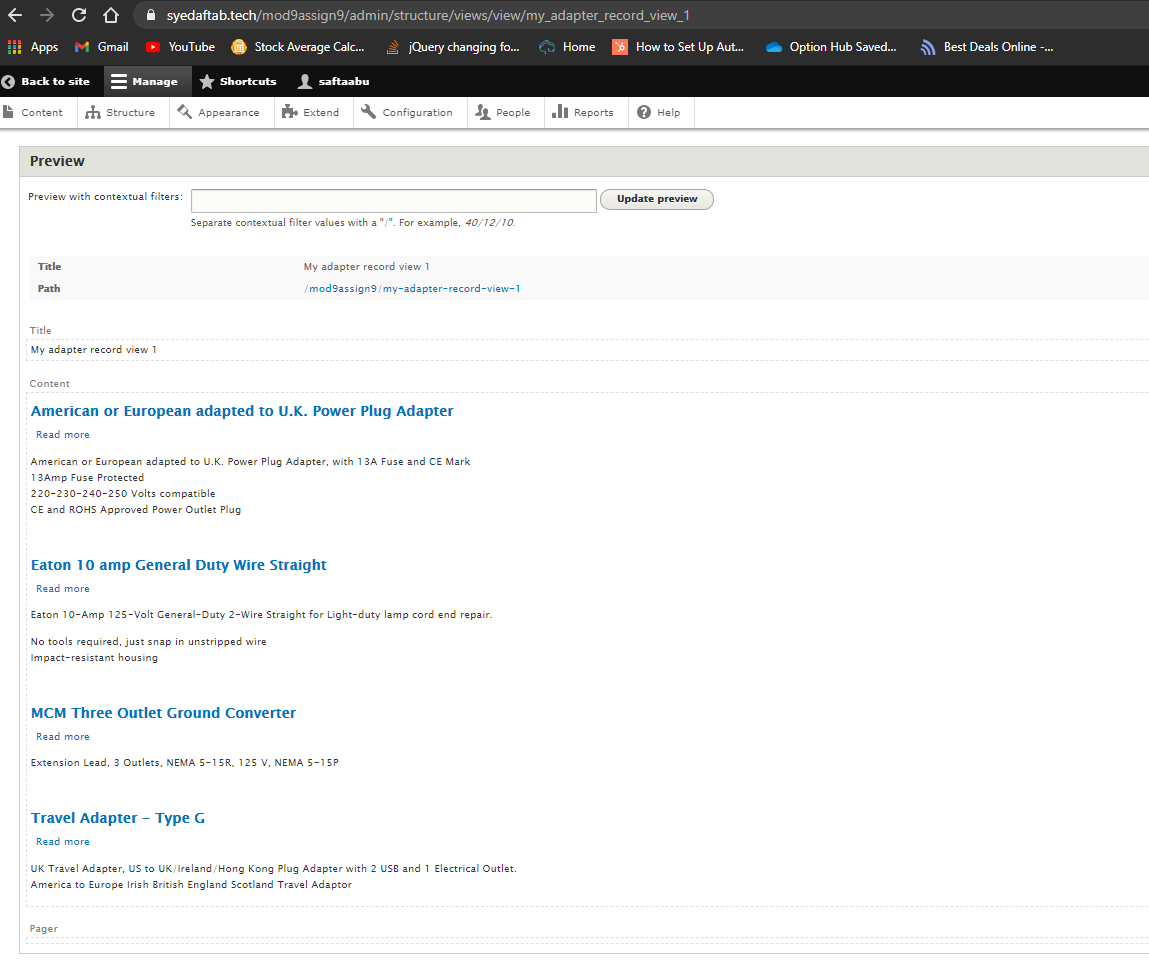 syedaftab.tech/mod9assign9/admin/structure/views/view/my_adapter_record_view_1
Apps Gmail YouTube Stock Average Calc... jQuery changing fo... Home How to Set Up Aut... Option Hub Saved... Best Deals Online -...
Back to site Manage Shortcuts saftaabu
Content Structure Appearance Extend Configuration People Reports Help
Preview
Preview with contextual filters: Update preview
Separate contextual filter values with a "/". For example, 40/12/10.
Title My adapter record view 1
Path /mod9assign9/my-adapter-record-view-1
Title
My adapter record view 1
Content
American or European adapted to U.K. Power Plug Adapter
Read more
American or European adapted to U.K. Power Plug Adapter, with 13A Fuse and CE Mark
13Amp Fuse Protected
220-230-240-250 Volts compatible
CE and ROHS Approved Power Outlet Plug
Eaton 10 amp General Duty Wire Straight
Read more
Eaton 10-Amp 125-Volt General-Duty 2-Wire Straight for Light-duty lamp cord end repair.
No tools required, just snap in unstripped wire
Impact-resistant housing
MCM Three Outlet Ground Converter
Read more
Extension Lead, 3 Outlets, NEMA 5-15R, 125 V, NEMA 5-15P
Travel Adapter - Type G
Read more
UK Travel Adapter, US to UK/Ireland/Hong Kong Plug Adapter with 2 USB and 1 Electrical Outlet.
America to Europe Irish British England Scotland Travel Adaptor
Pager